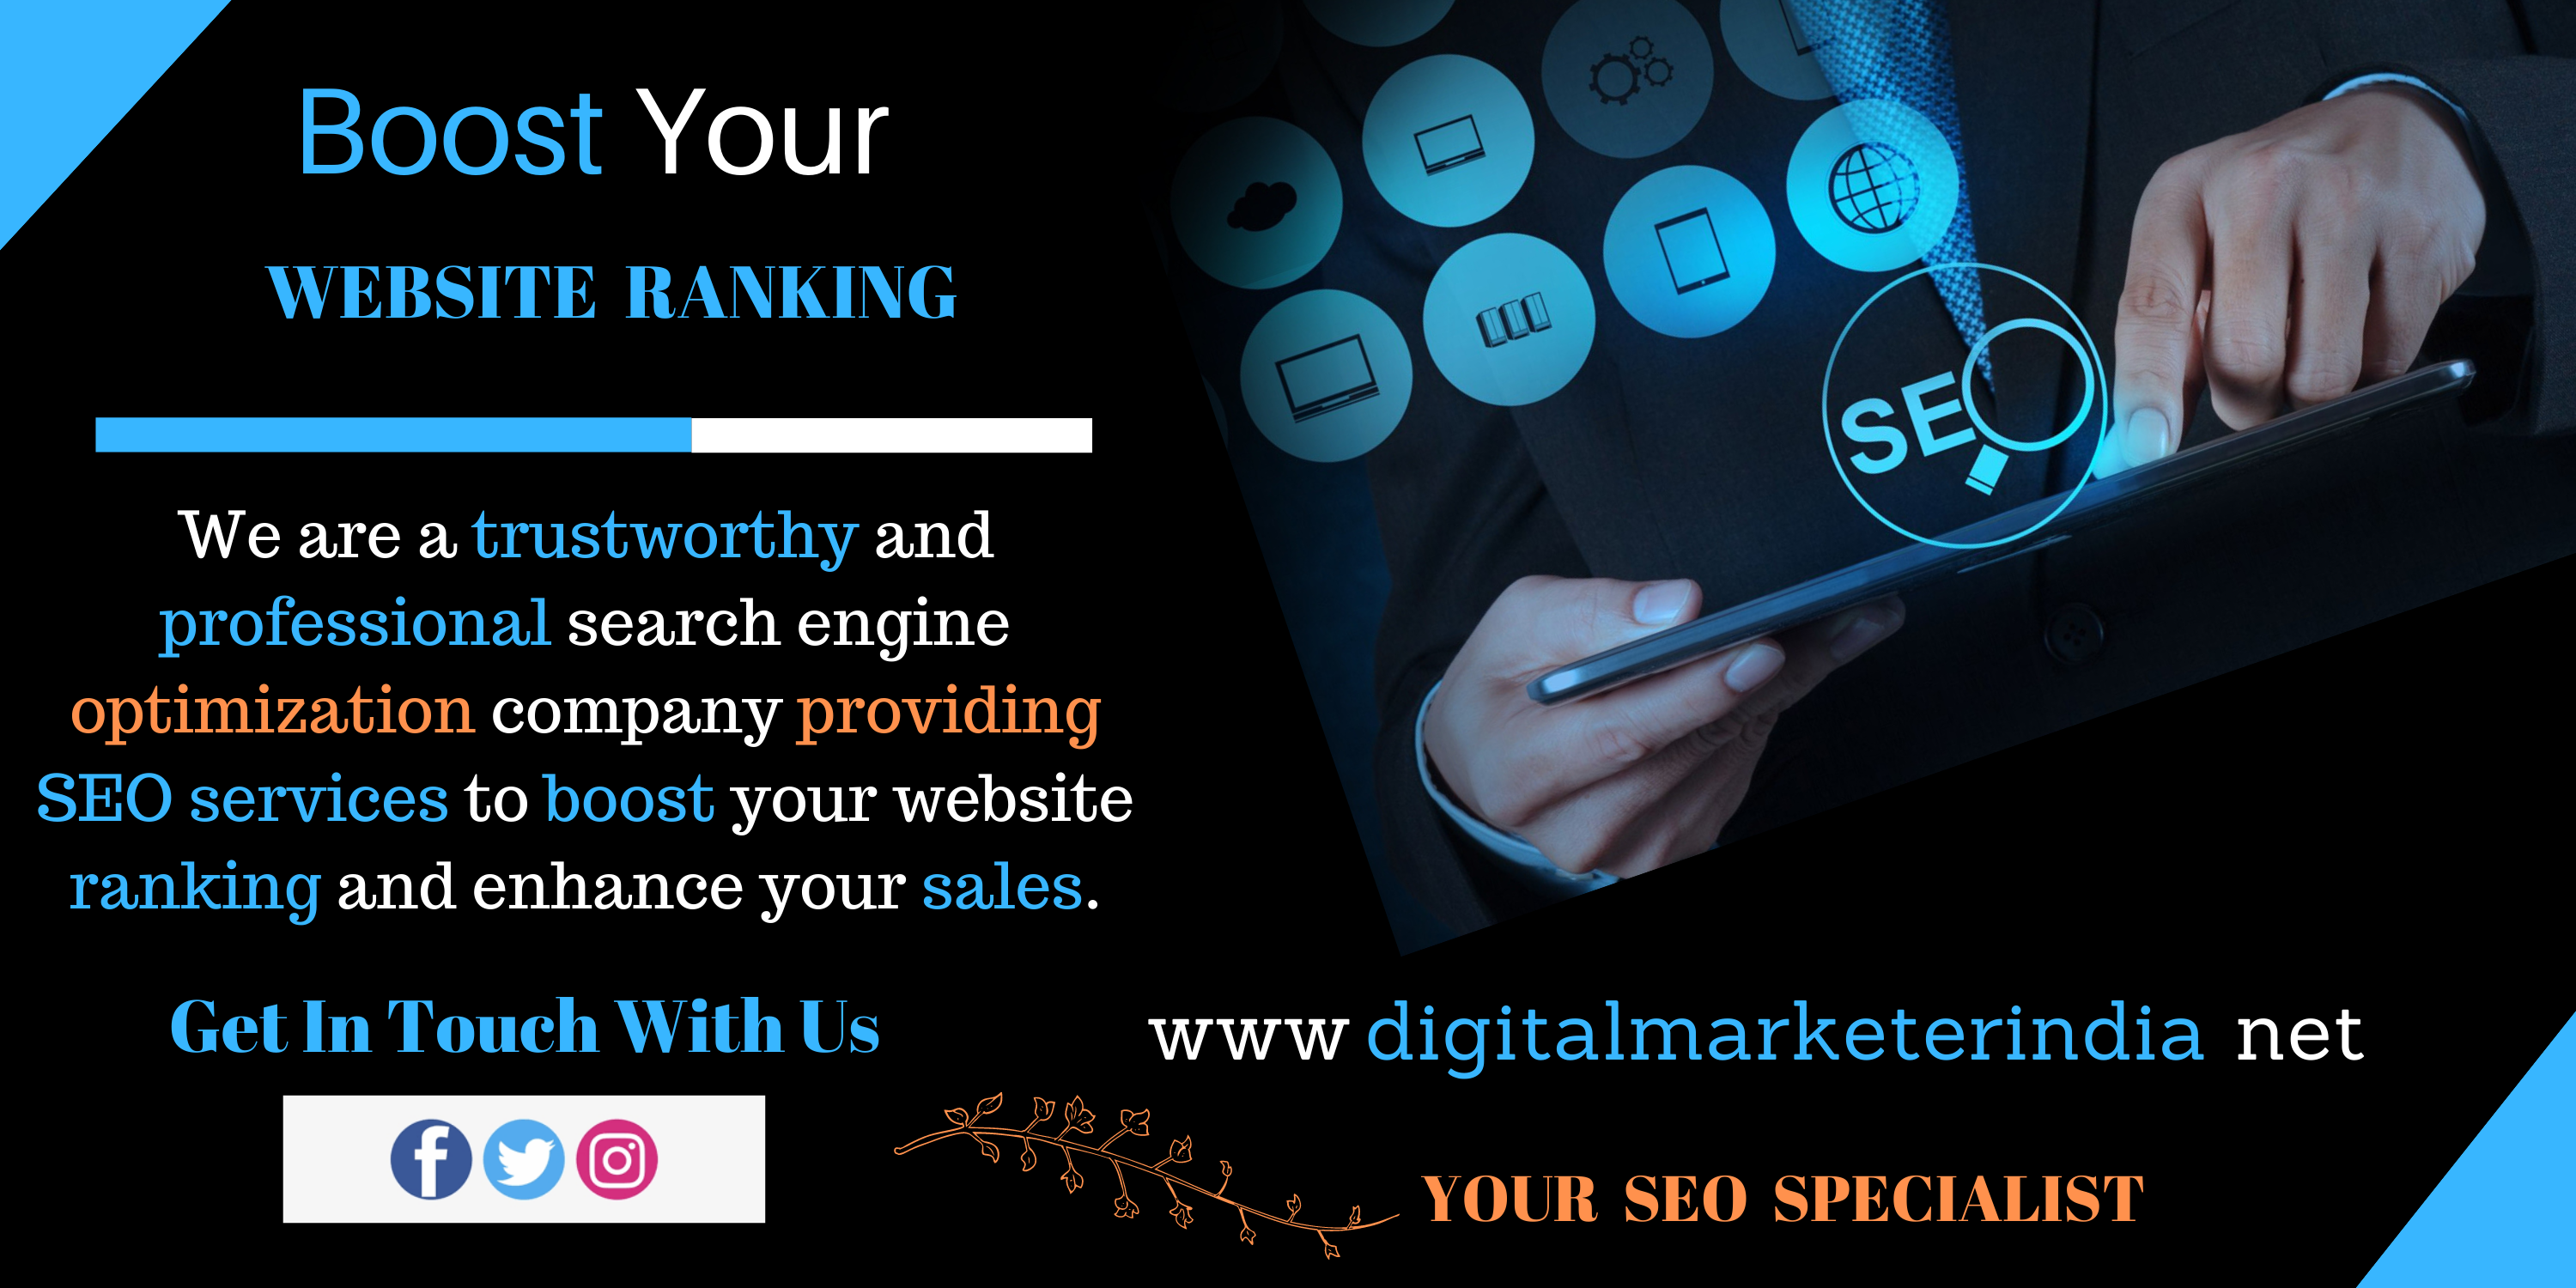 Boost Your
WEBSITE RANKING
We are a trustworthy and
professional search engine
optimization company providing
SEO services to boost your website
ranking and enhance your sales.
SEO
Get In Touch With Us
www digitalmarketerindia net
YOUR SEO SPECIALIST